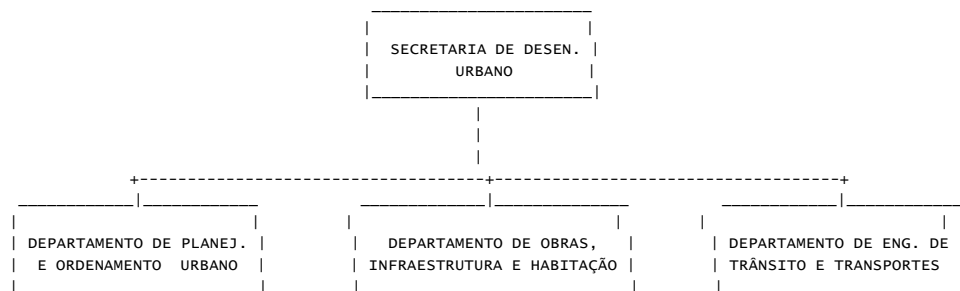 SECRETARIA DE DESEN.
URBANO
DEPARTAMENTO DE PLANEJ.
E ORDENAMENTO URBANO
DEPARTAMENTO DE OBRAS,
INFRAESTRUTURA E HABITAÇÃO
DEPARTAMENTO DE ENG. DE
TRÂNSITO E TRANSPORTES